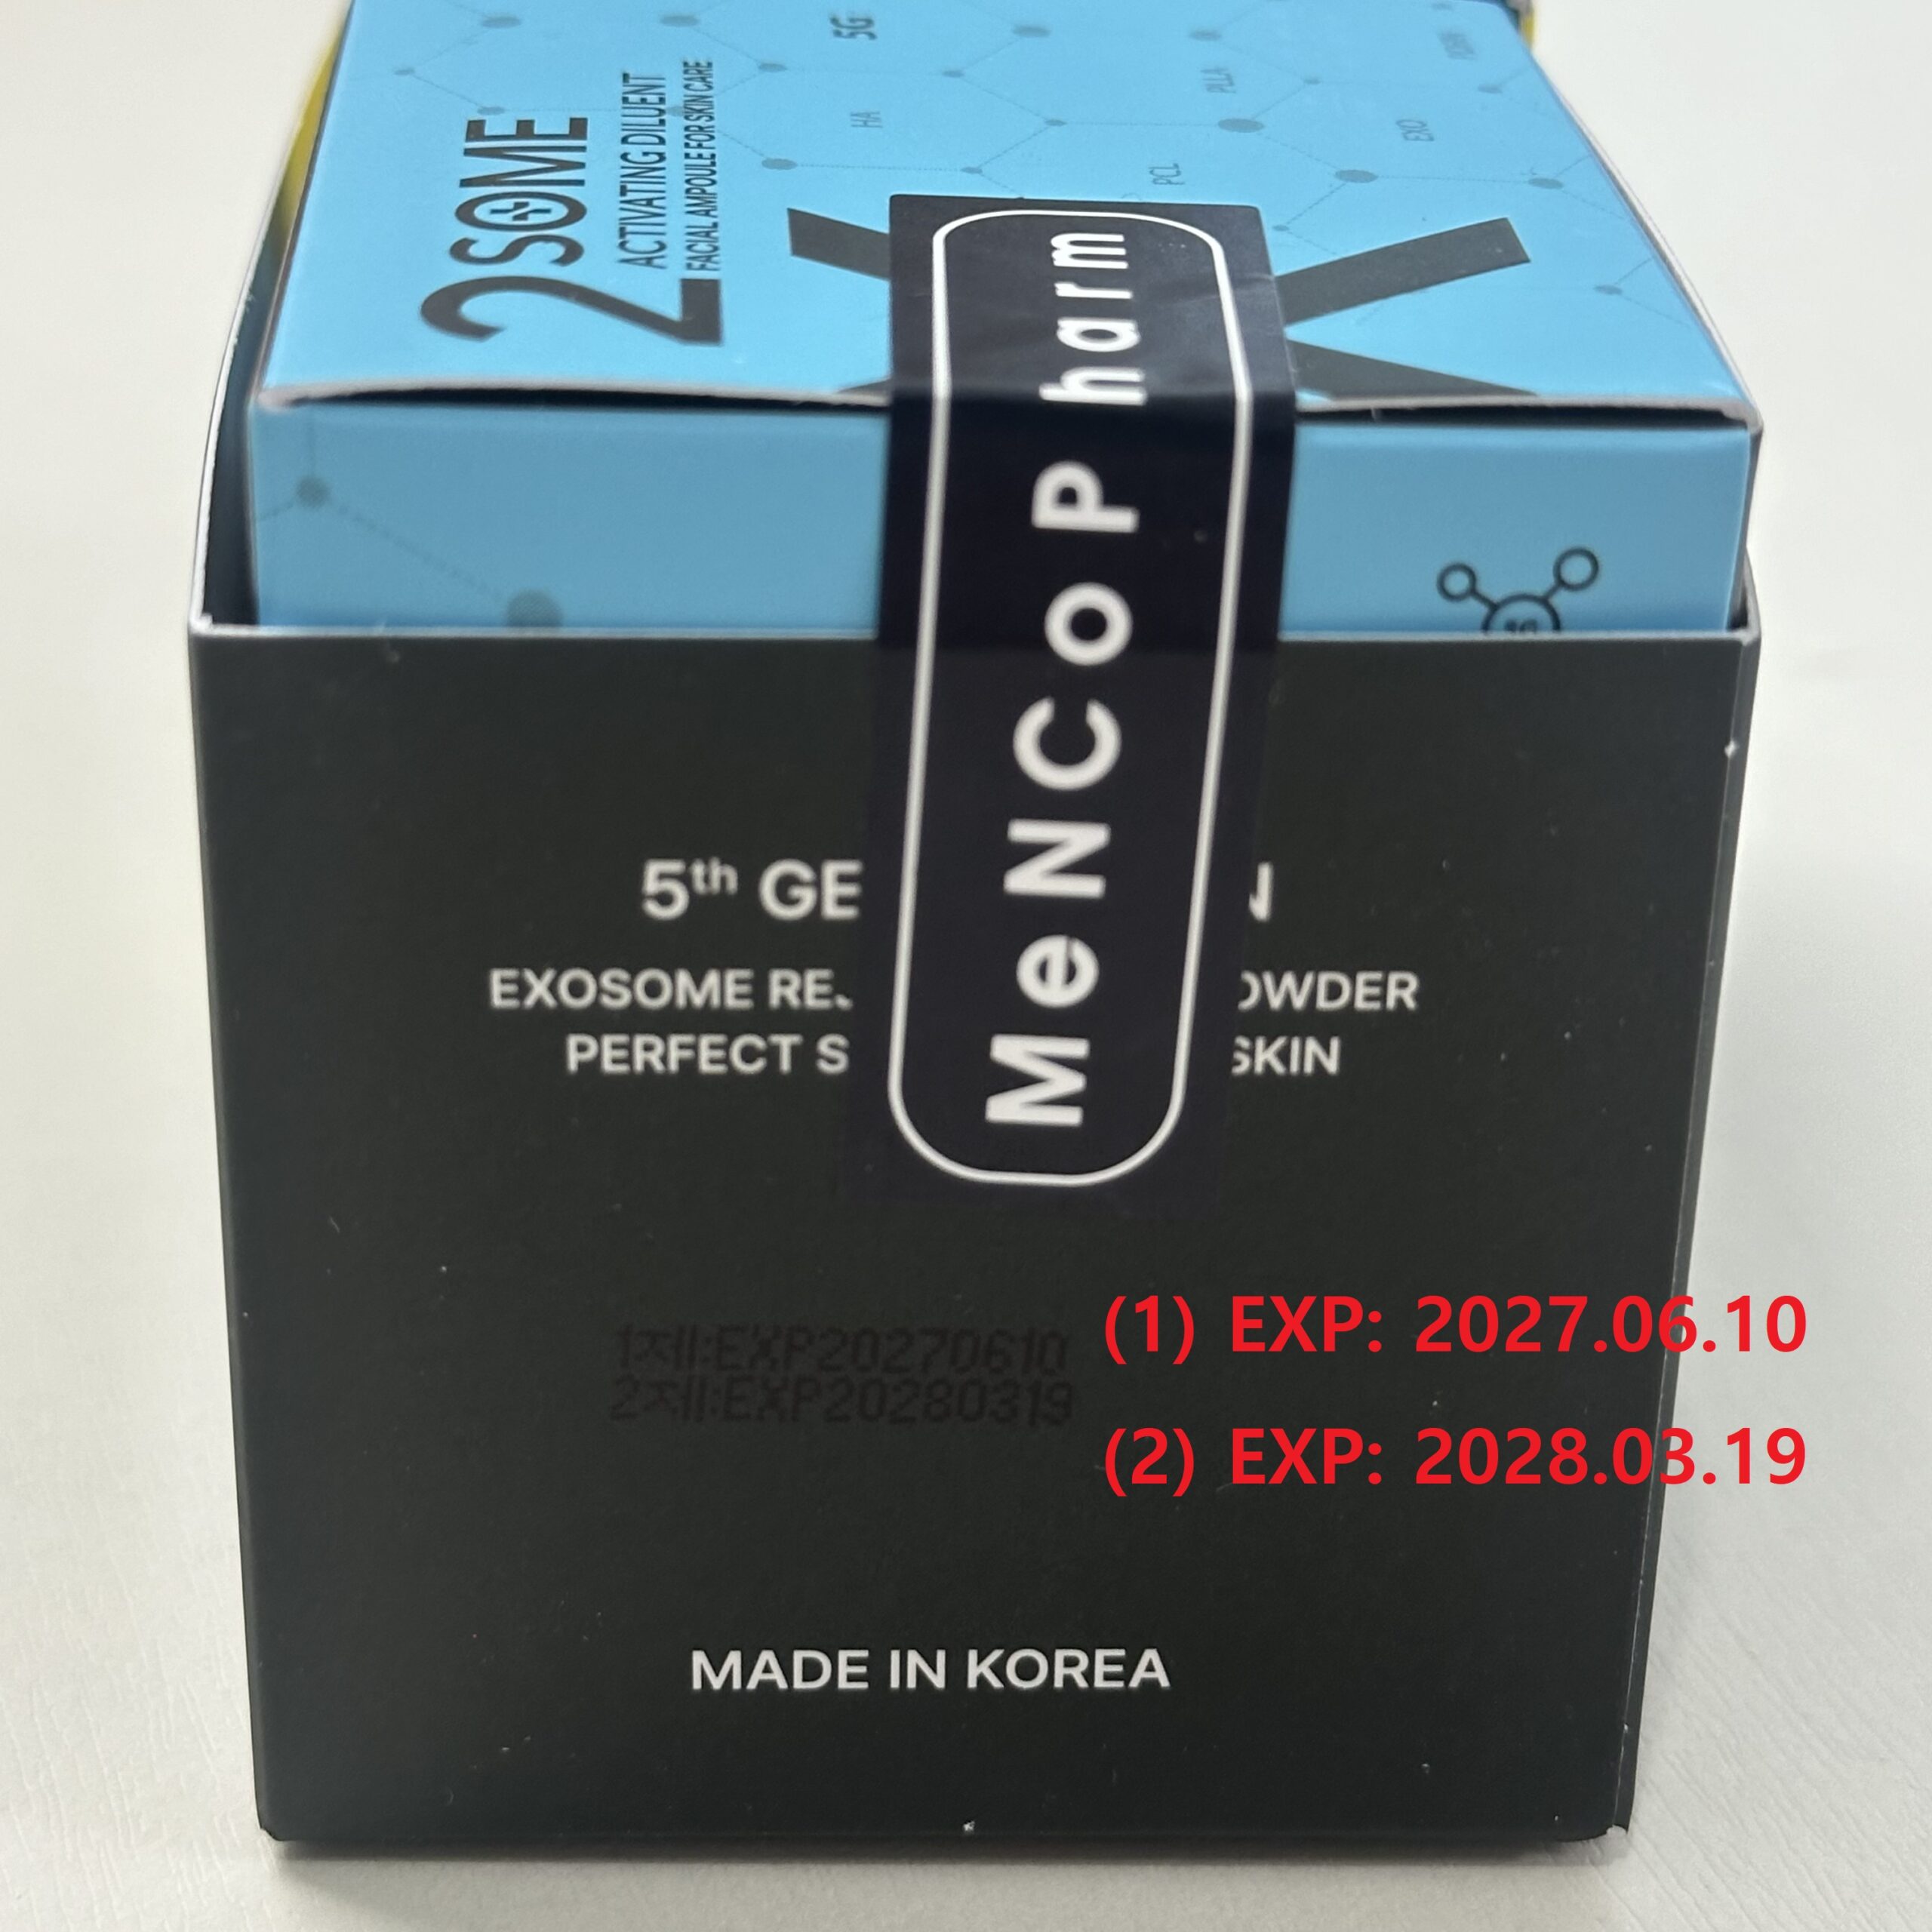 2SOME
ACTIVATING DILUENT
FACIAL AMPOULE FOR SKIN CARE
5G
HA
PLLA
PCL
EXO
MeNCoPharm
5th GE
EXOSOME RE
PERFECT S SKIN
1제:EXP20270610
2제:EXP20280319
(1) EXP: 2027.06.10
(2) EXP: 2028.03.19
MADE IN KOREA